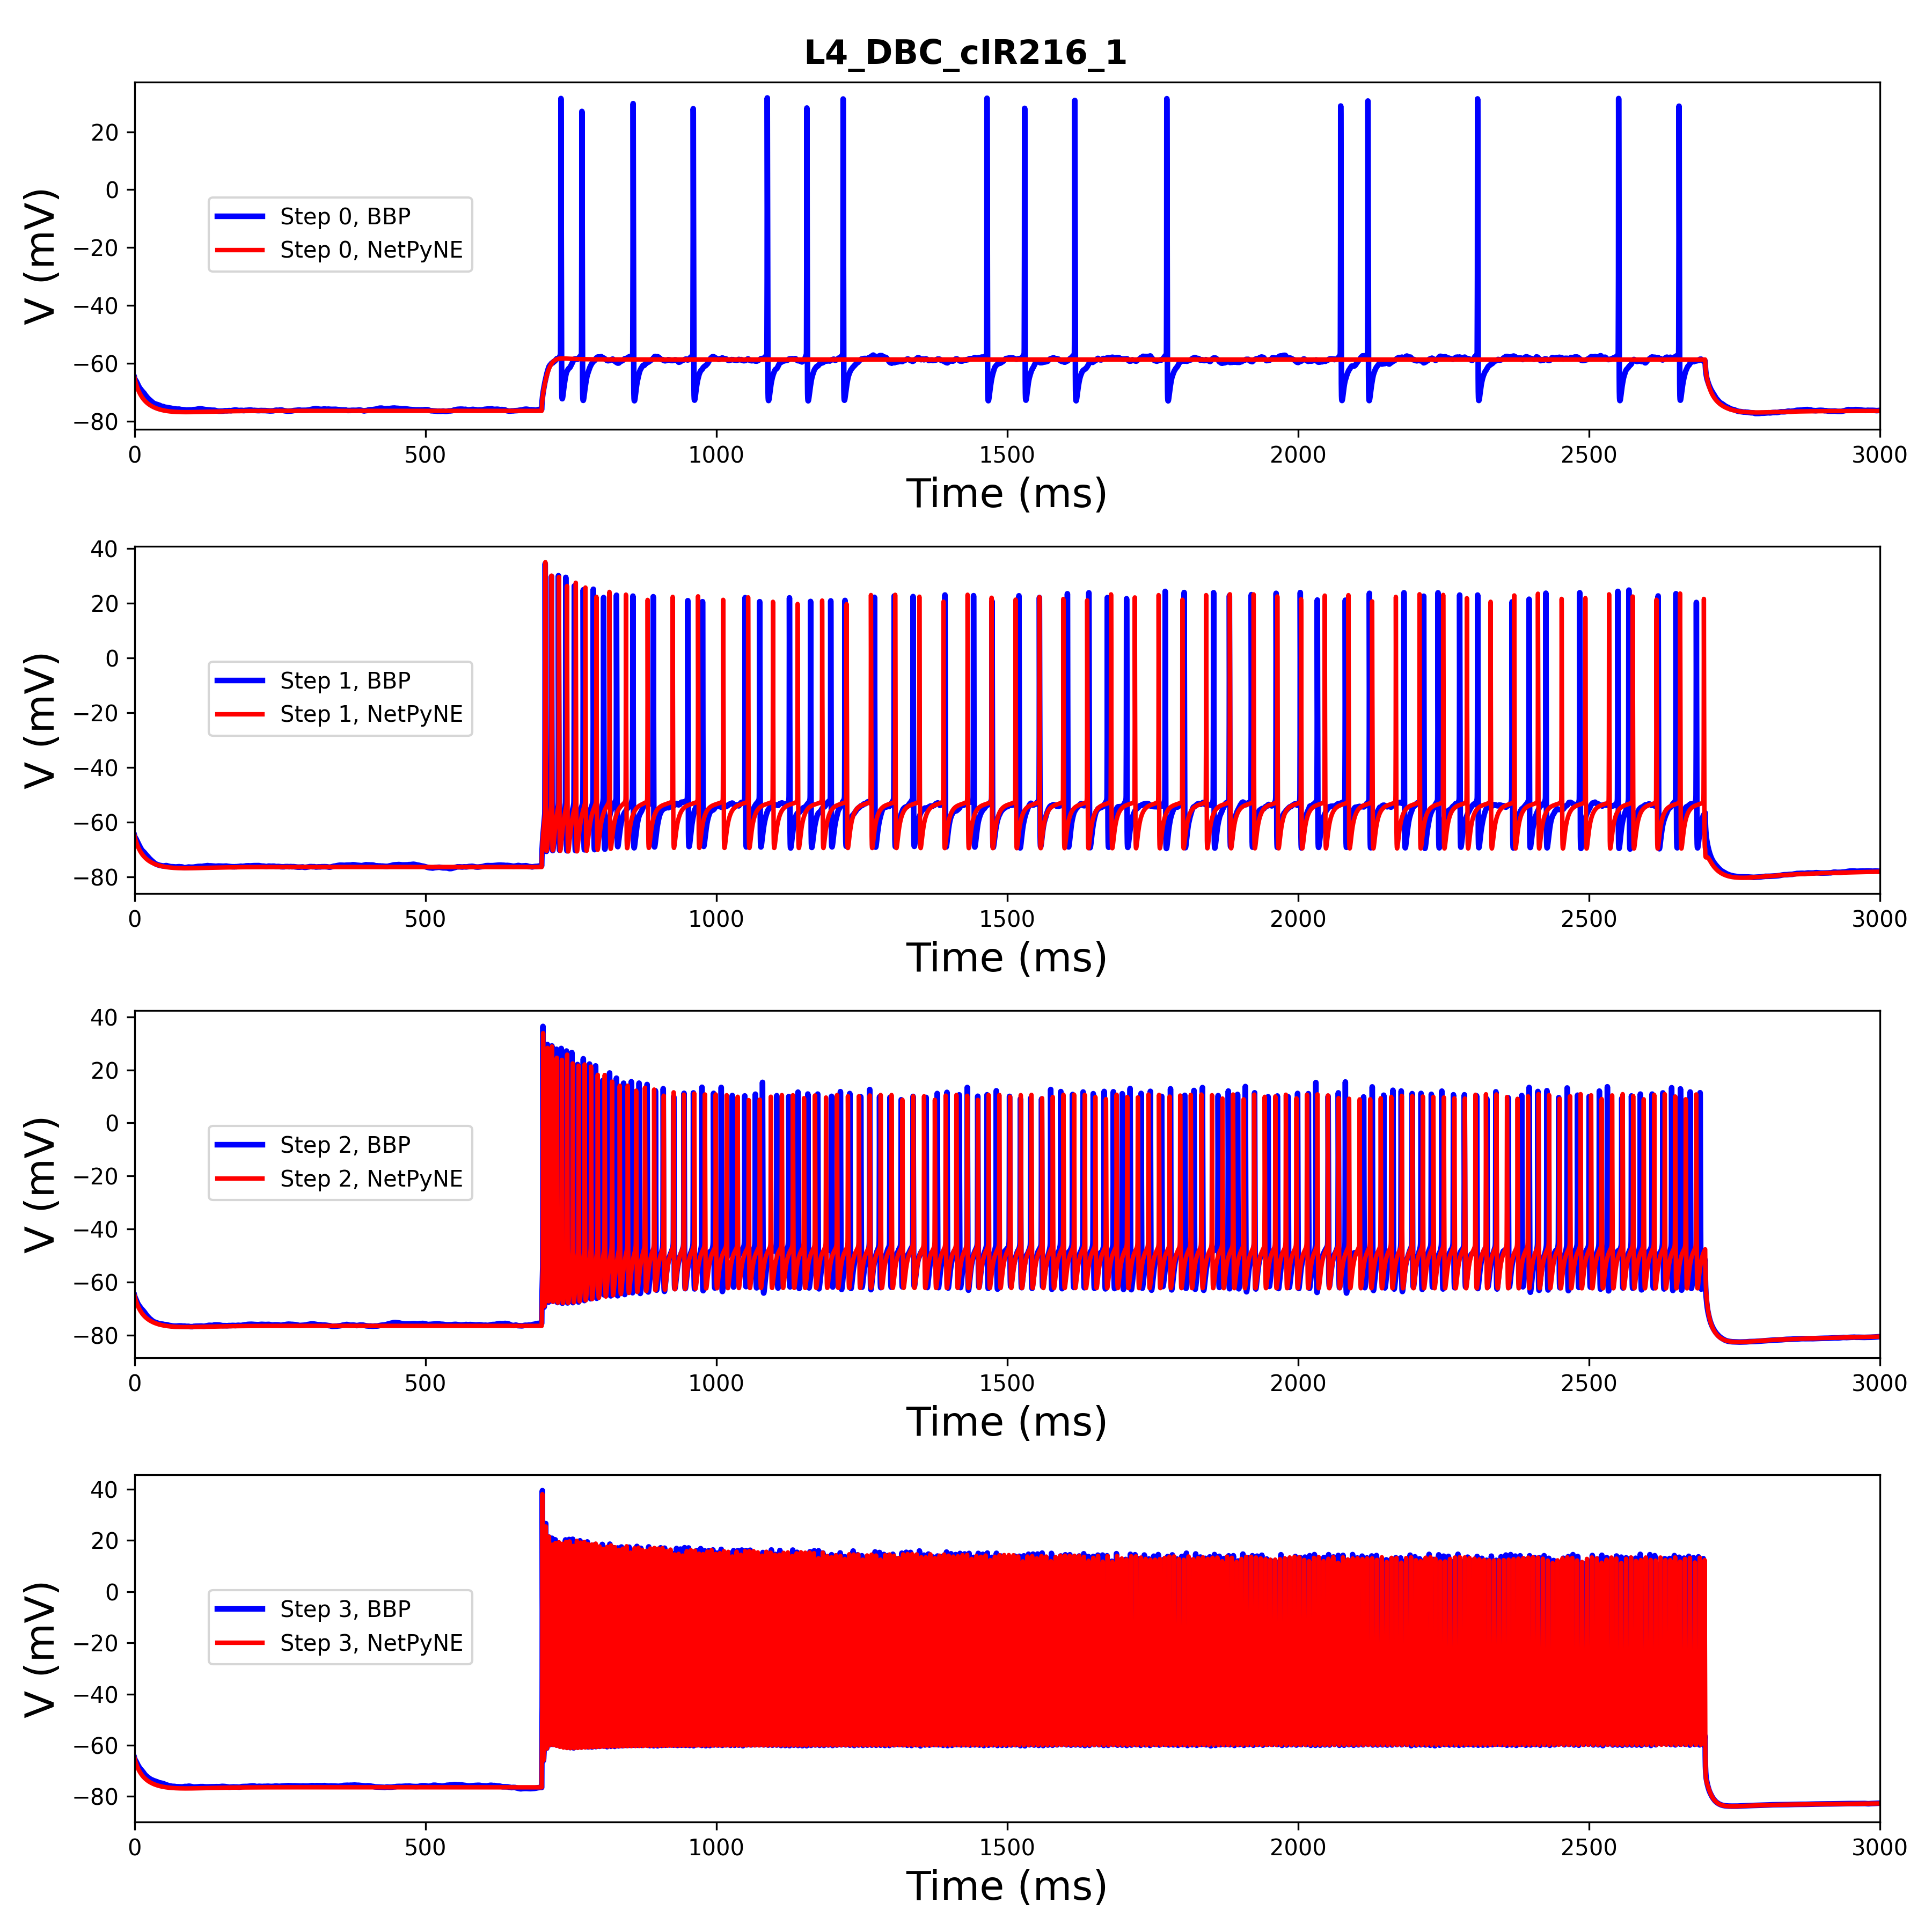 L4_DBC_cIR216_1
V (mV)
20
0
−20
−40
−60
−80
Step 0, BBP
Step 0, NetPyNE
0 500 1000 1500 2000 2500 3000
Time (ms)
V (mV)
40
20
0
−20
−40
−60
−80
Step 1, BBP
Step 1, NetPyNE
0 500 1000 1500 2000 2500 3000
Time (ms)
V (mV)
40
20
0
−20
−40
−60
−80
Step 2, BBP
Step 2, NetPyNE
0 500 1000 1500 2000 2500 3000
Time (ms)
V (mV)
40
20
0
−20
−40
−60
−80
Step 3, BBP
Step 3, NetPyNE
0 500 1000 1500 2000 2500 3000
Time (ms)